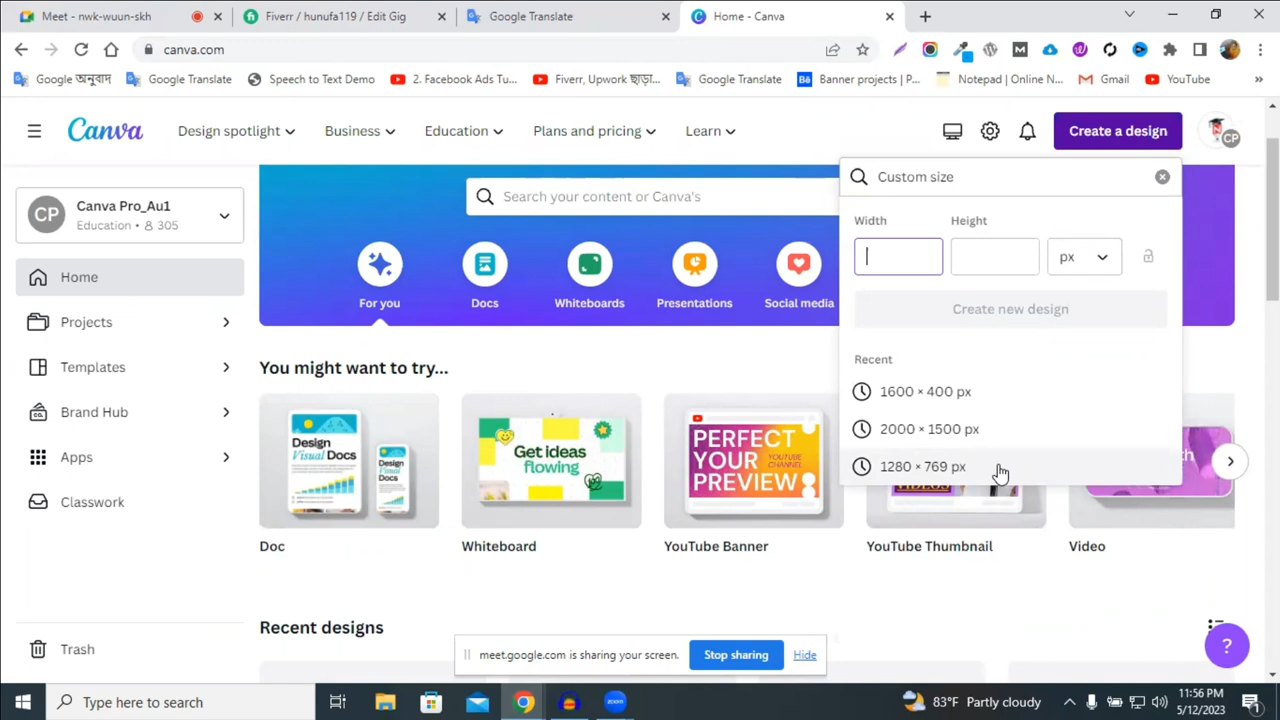 Meet - nwk-wuun-skh
Fiverr / hunufa119 / Edit Gig
Google Translate
Home - Canva
canva.com
Google অনুবাদ
Google Translate
Speech to Text Demo
2. Facebook Ads Tu...
Fiverr, Upwork ছাড়া...
Google Translate
Banner projects | P...
Notepad | Online N...
Gmail
YouTube
Canva
Design spotlight
Business
Education
Plans and pricing
Learn
Create a design
CP
CP
Canva Pro_Au1
Education • 305
Home
Projects
Templates
Brand Hub
Apps
Classwork
Trash
Search your content or Canva's
For you
Docs
Whiteboards
Presentations
Social media
Custom size
Width
Height
px
Create new design
Recent
1600 × 400 px
2000 × 1500 px
1280 × 769 px
You might want to try...
Design
Visual Docs
Design
Visual
Docs
Get ideas
flowing
PERFECT
YOUR
PREVIEW
YOUTUBE
CHANNEL
Doc
Whiteboard
YouTube Banner
YouTube Thumbnail
Video
Recent designs
meet.google.com is sharing your screen.
Stop sharing
Hide
?
Type here to search
zoom
83°F Partly cloudy
11:56 PM
5/12/2023